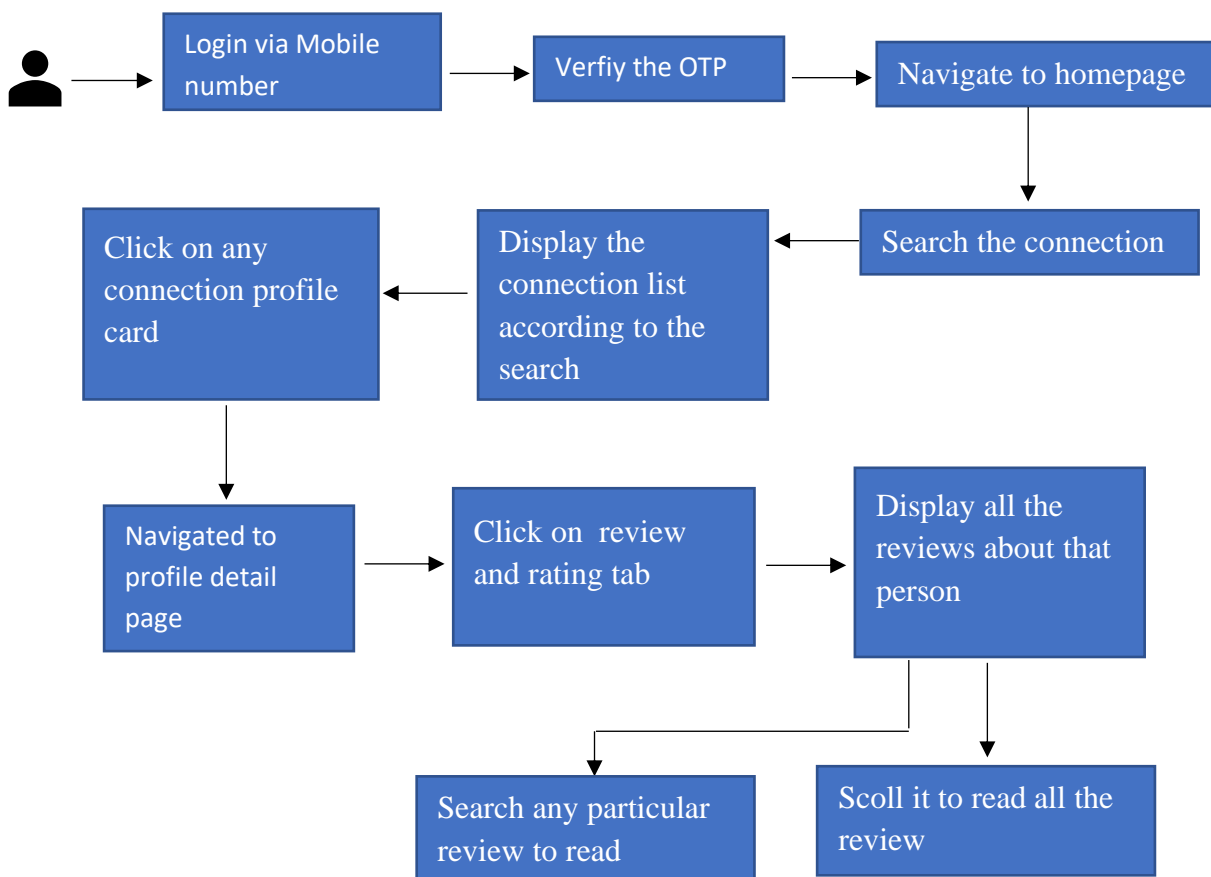 Login via Mobile
number
Verfiy the OTP
Navigate to homepage
Search the connection
Display the
connection list
according to the
search
Click on any
connection profile
card
Navigated to
profile detail
page
Click on  review
and rating tab
Display all the
reviews about that
person
Search any particular
review to read
Scoll it to read all the
review